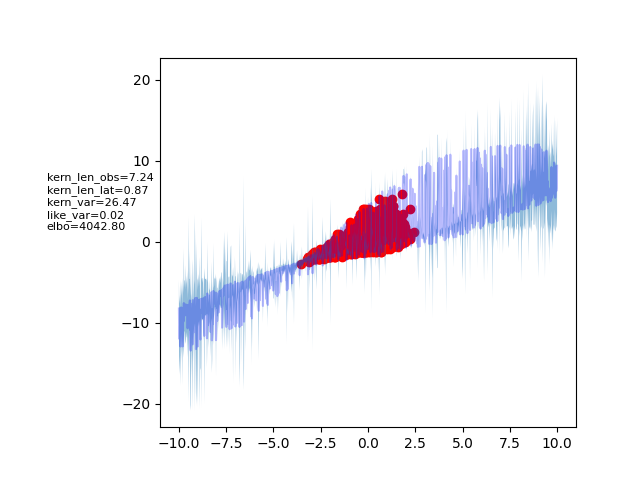 20
10
0
−10
−20
kern_len_obs=7.24
kern_len_lat=0.87
kern_var=26.47
like_var=0.02
elbo=4042.80
−10.0 −7.5 −5.0 −2.5 0.0 2.5 5.0 7.5 10.0